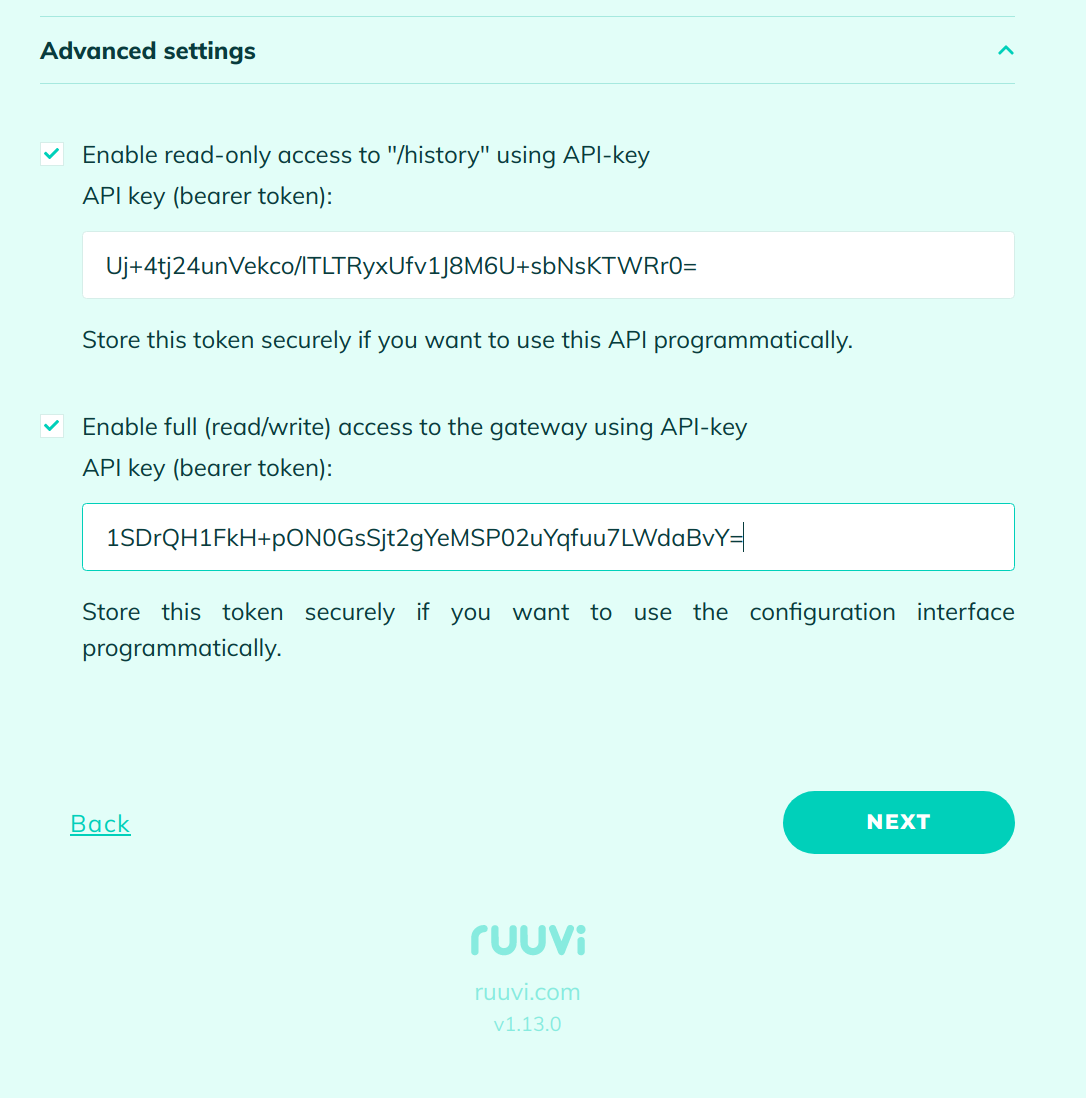 Advanced settings
Enable read-only access to "/history" using API-key
API key (bearer token):
Uj+4tj24unVekco/lTLTRyxUfv1J8M6U+sbNsKTWRr0=
Store this token securely if you want to use this API programmatically.
Enable full (read/write) access to the gateway using API-key
API key (bearer token):
1SDrQH1FkH+pON0GsSjt2gYeMSP02uYqfuu7LWdaBvY=
Store this token securely if you want to use the configuration interface
programmatically.
Back
NEXT
ruuvi
ruuvi.com
v1.13.0